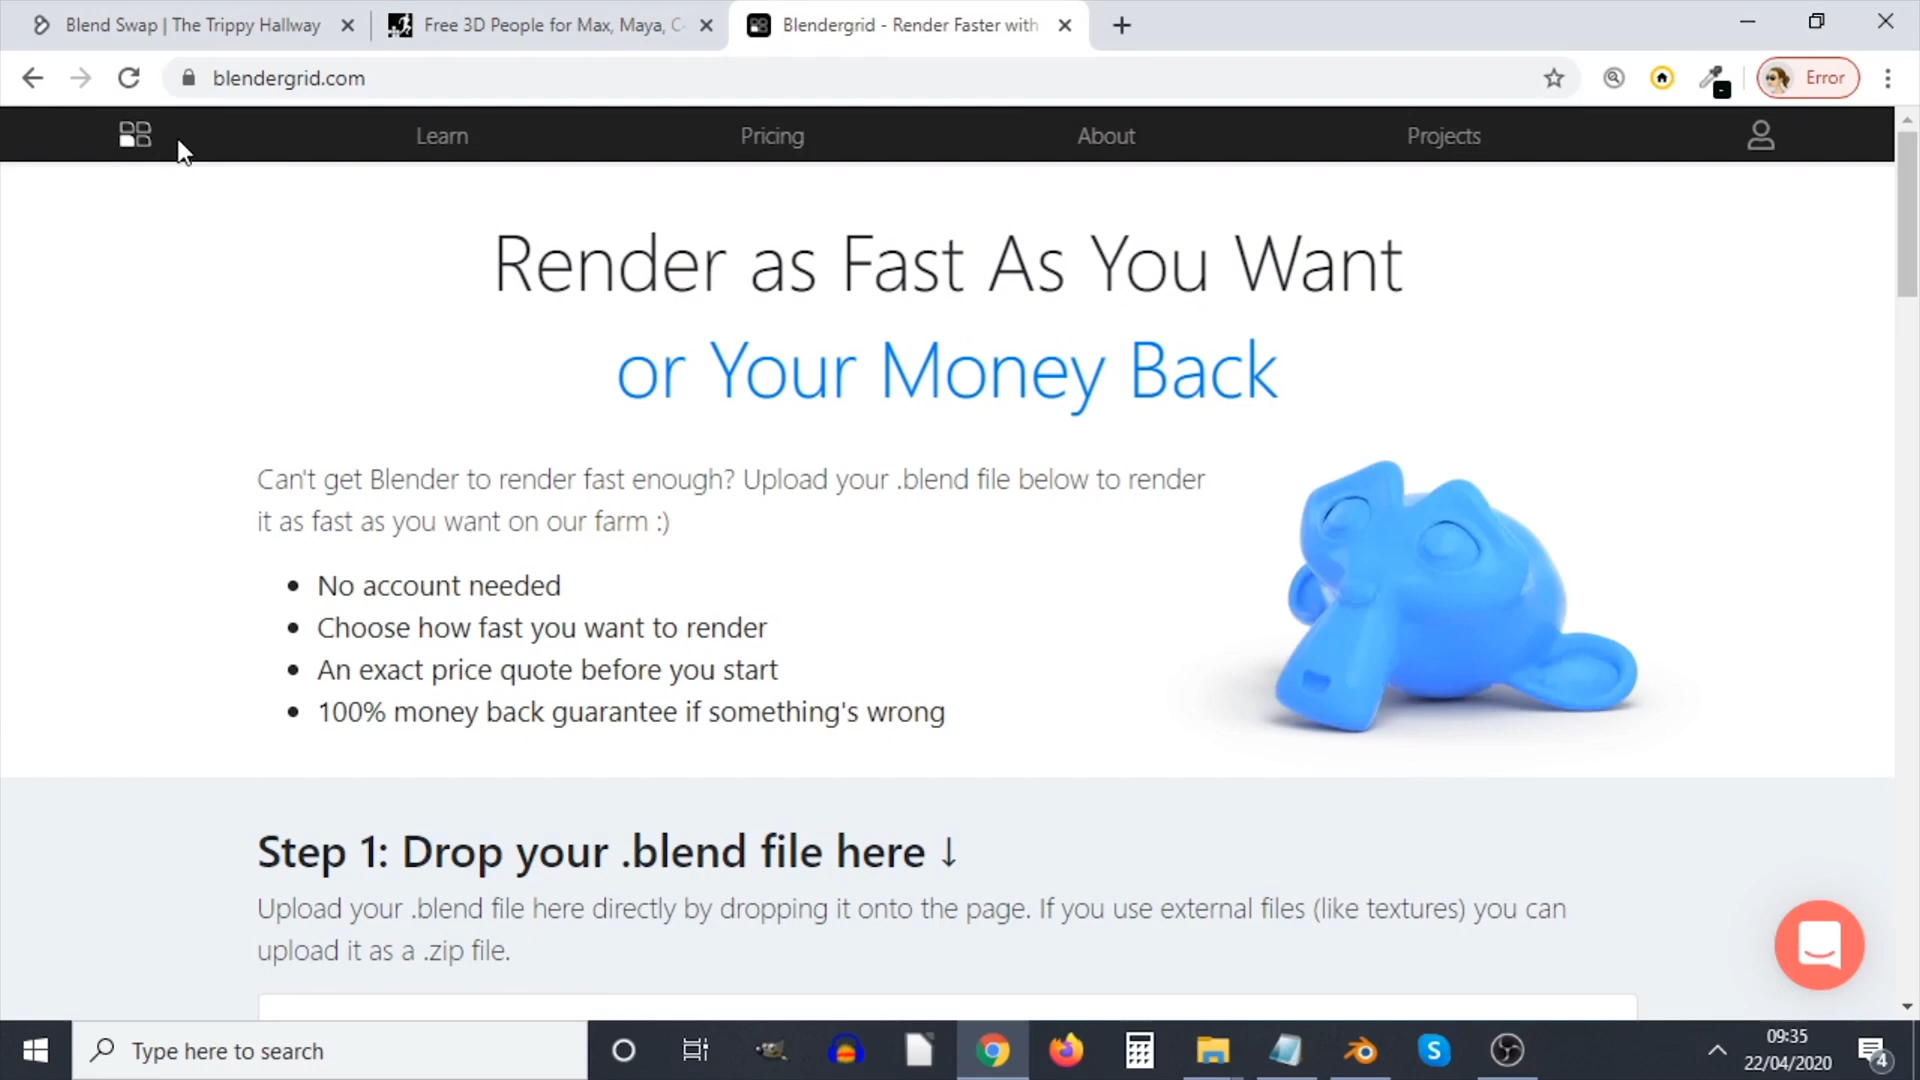 Blend Swap | The Trippy Hallway
Free 3D People for Max, Maya, C
Blendergrid - Render Faster with
blendergrid.com
Error
Learn
Pricing
About
Projects
Render as Fast As You Want
or Your Money Back
Can't get Blender to render fast enough? Upload your .blend file below to render
it as fast as you want on our farm :)
• No account needed
• Choose how fast you want to render
• An exact price quote before you start
• 100% money back guarantee if something's wrong
Step 1: Drop your .blend file here ↓
Upload your .blend file here directly by dropping it onto the page. If you use external files (like textures) you can
upload it as a .zip file.
Type here to search
09:35
22/04/2020
4